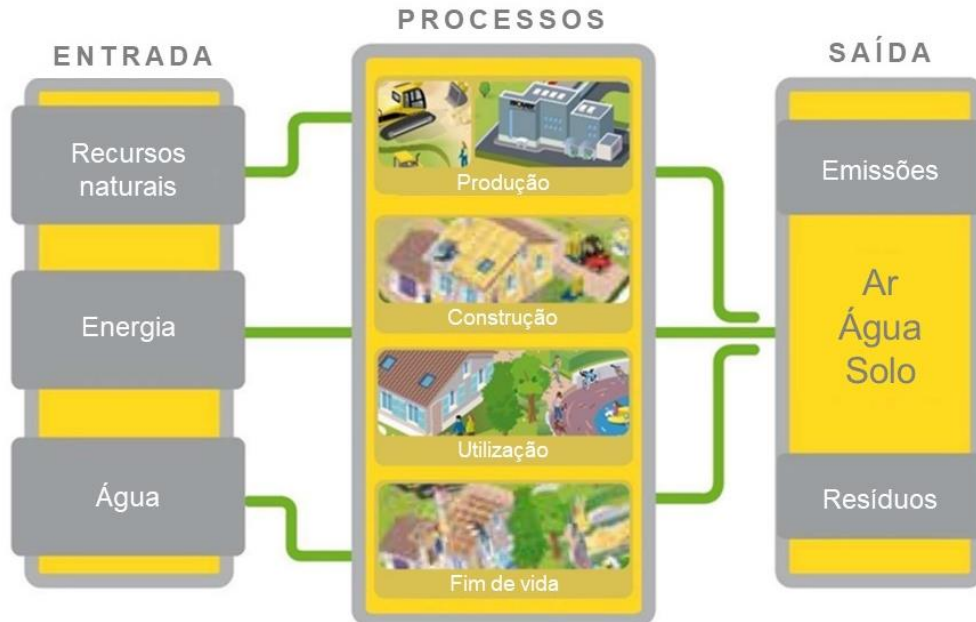 PROCESSOS
ENTRADA
SAÍDA
Recursos
naturais
Energia
Água
Produção
Construção
Utilização
Fim de vida
Emissões
Ar
Água
Solo
Resíduos